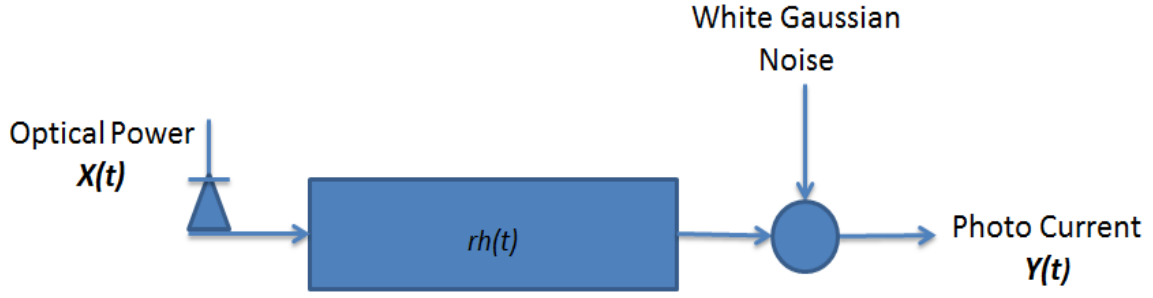 White Gaussian
Noise
Optical Power
X(t)
rh(t)
Photo Current
Y(t)